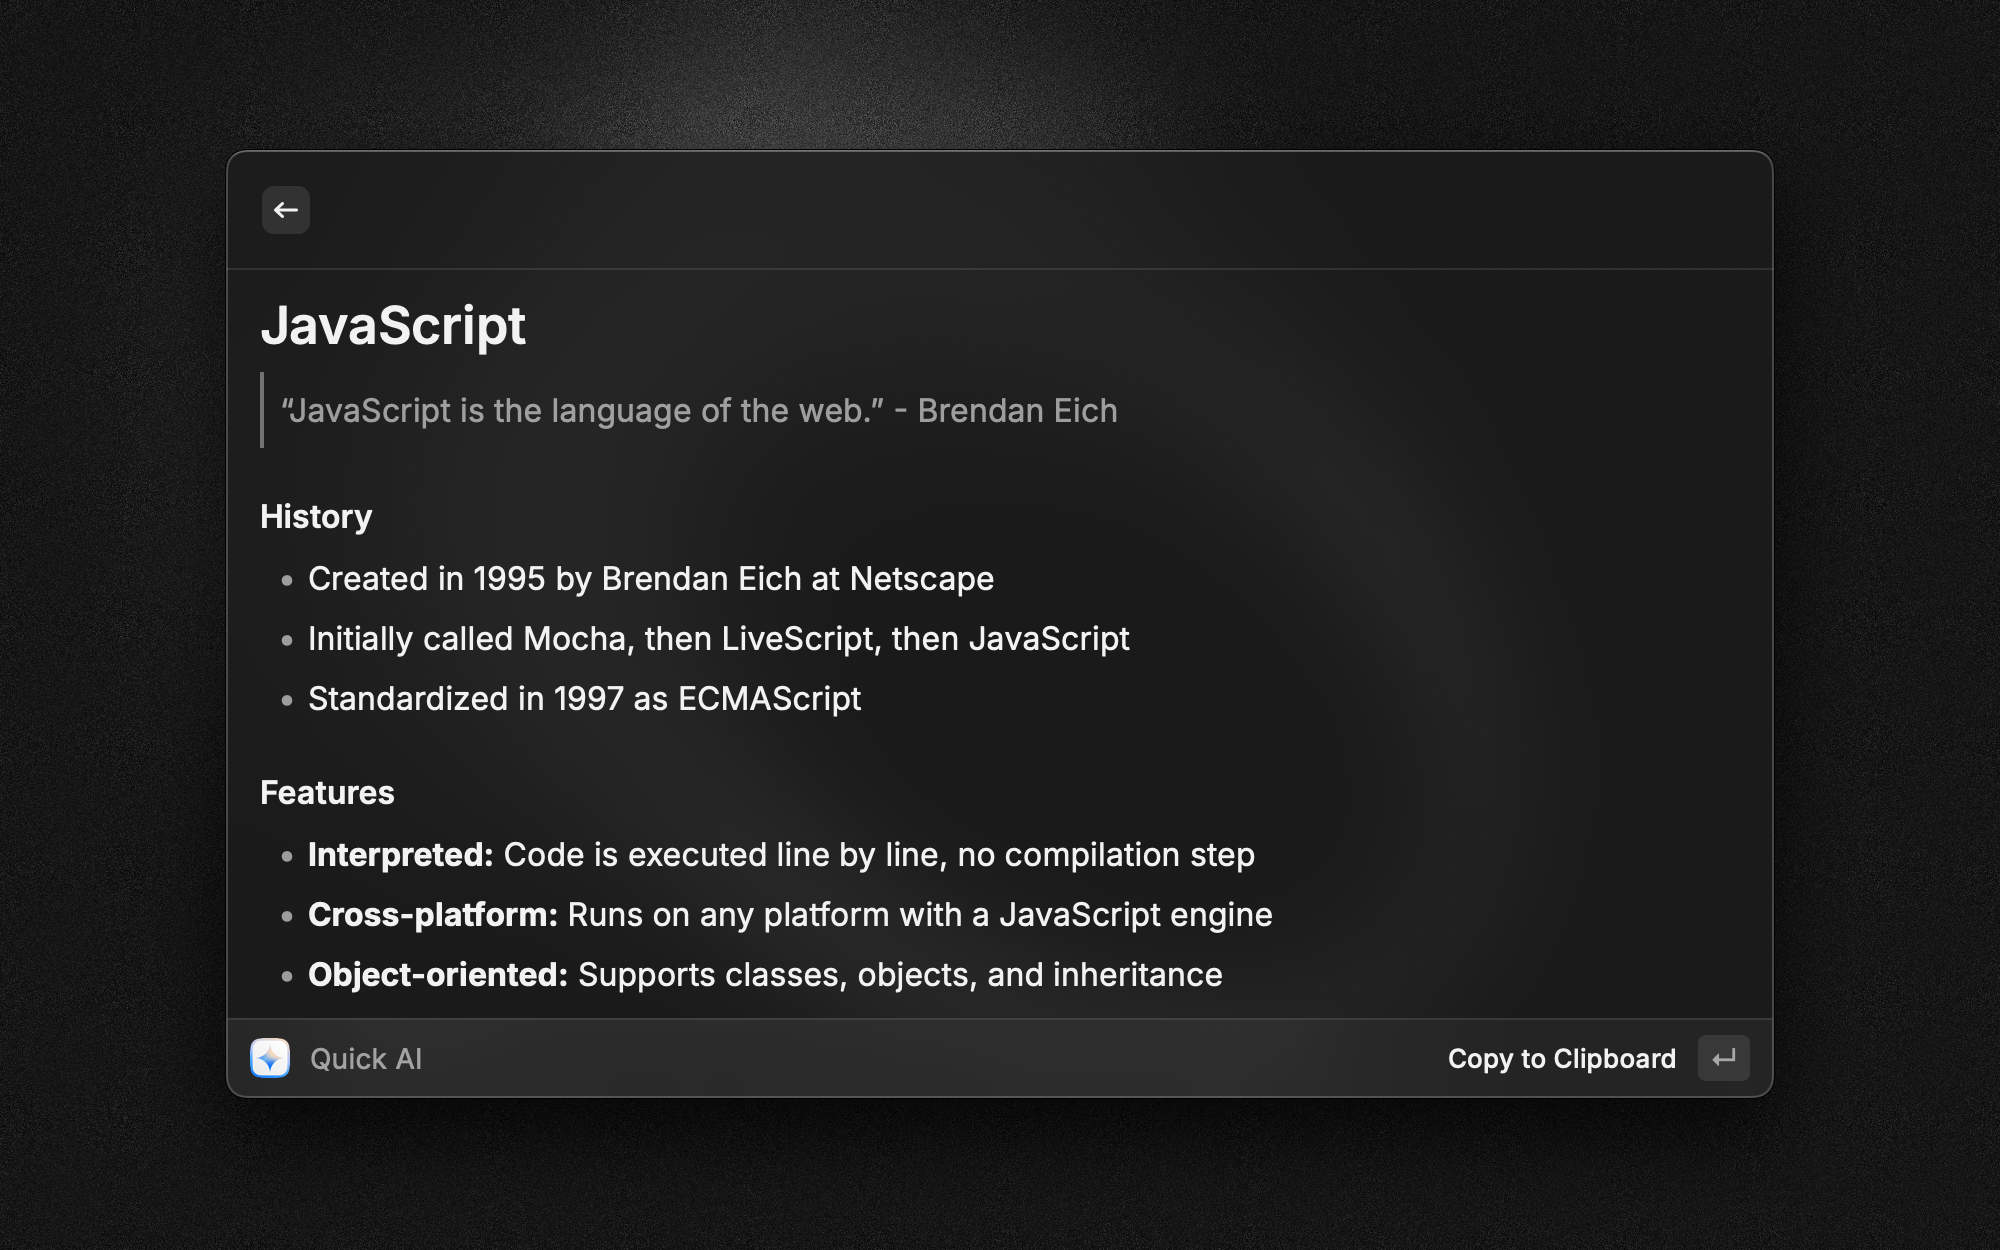 JavaScript
“JavaScript is the language of the web.” - Brendan Eich
History
Created in 1995 by Brendan Eich at Netscape
Initially called Mocha, then LiveScript, then JavaScript
Standardized in 1997 as ECMAScript
Features
Interpreted: Code is executed line by line, no compilation step
Cross-platform: Runs on any platform with a JavaScript engine
Object-oriented: Supports classes, objects, and inheritance
Quick AI
Copy to Clipboard